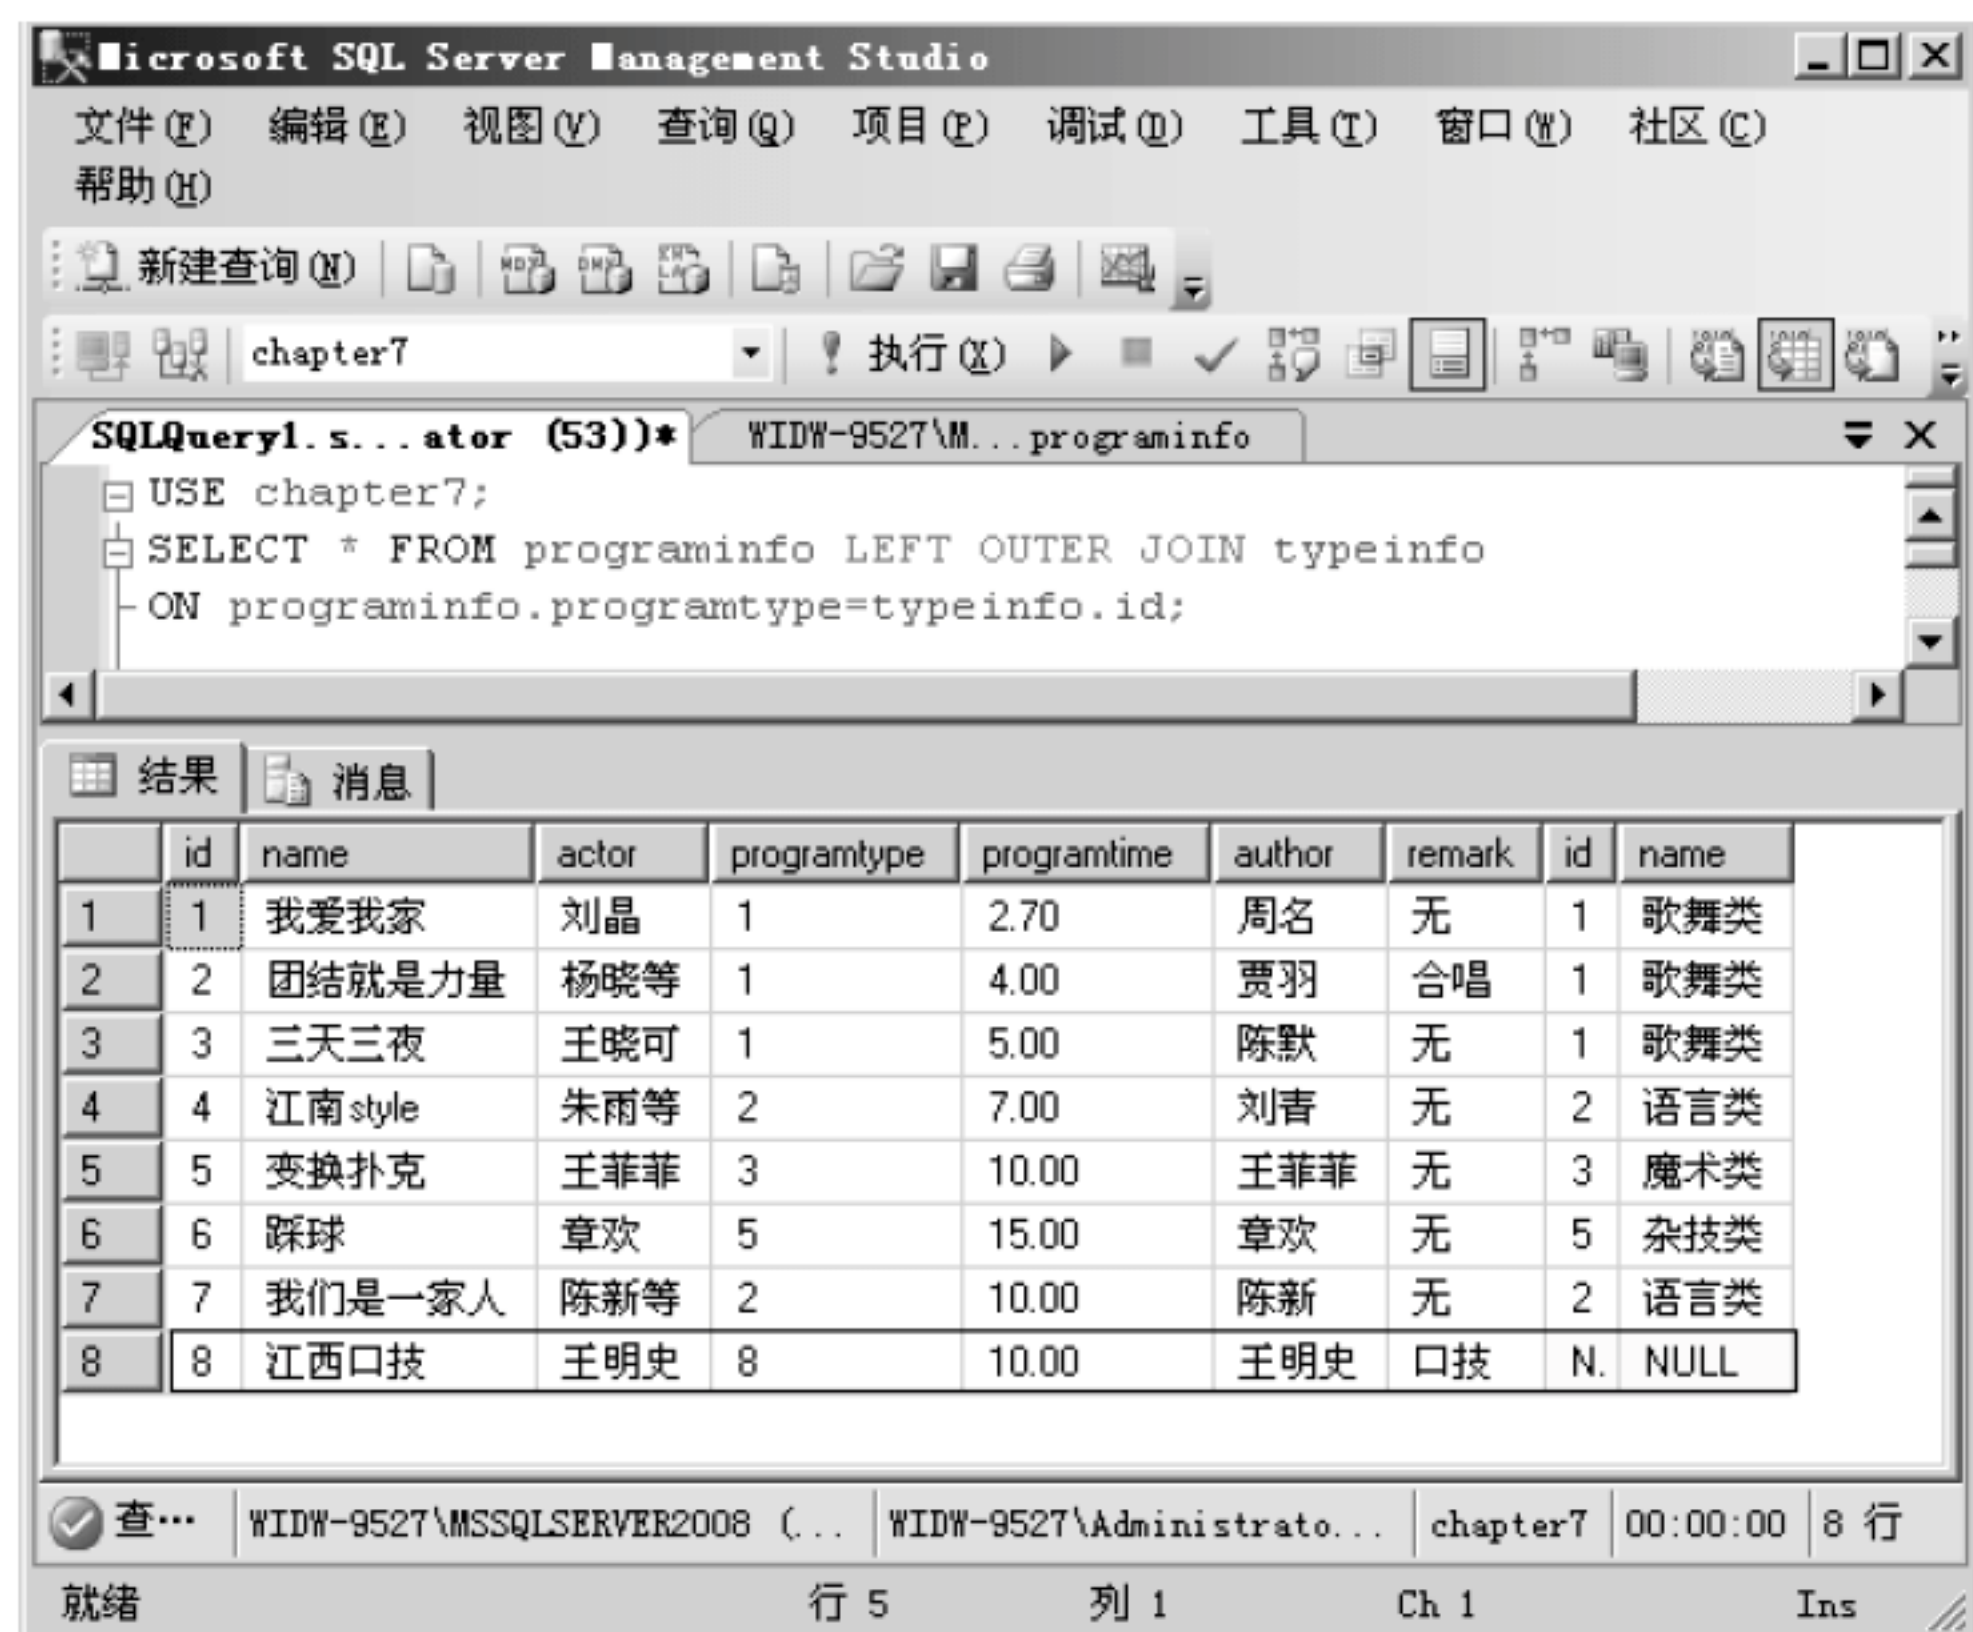 Microsoft SQL Server Management Studio
文件(F) 编辑(E) 视图(V) 查询(Q) 项目(P) 调试(D) 工具(T) 窗口(W) 社区(C)
帮助(H)
新建查询(N)
chapter7 执行(X)
SQLQuery1.s...ator (53))* WIDW-9527\M...programinfo
USE chapter7;
SELECT * FROM programinfo LEFT OUTER JOIN typeinfo
ON programinfo.programtype=typeinfo.id;
结果 消息
id name actor programtype programtime author remark id name
1 1 我爱我家 刘晶 1 2.70 周名 无 1 歌舞类
2 2 团结就是力量 杨晓等 1 4.00 贾羽 合唱 1 歌舞类
3 3 三天三夜 王晓可 1 5.00 陈默 无 1 歌舞类
4 4 江南style 朱雨等 2 7.00 刘青 无 2 语言类
5 5 变换扑克 王菲菲 3 10.00 王菲菲 无 3 魔术类
6 6 踩球 章欢 5 15.00 章欢 无 5 杂技类
7 7 我们是一家人 陈新等 2 10.00 陈新 无 2 语言类
8 8 江西口技 王明史 8 10.00 王明史 口技 N. NULL
查… WIDW-9527\MSSQLSERVER2008 (... WIDW-9527\Administrato... chapter7 00:00:00 8 行
就绪 行 5 列 1 Ch 1 Ins